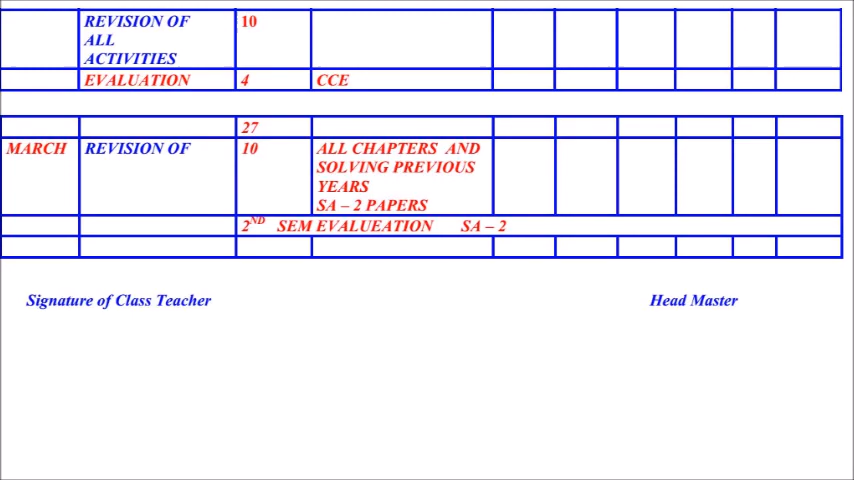 REVISION OF 10
ALL
ACTIVITIES
EVALUATION 4 CCE
27
MARCH REVISION OF 10 ALL CHAPTERS AND
SOLVING PREVIOUS
YEARS
SA – 2 PAPERS
2ND SEM EVALUEATION SA – 2
Signature of Class Teacher Head Master